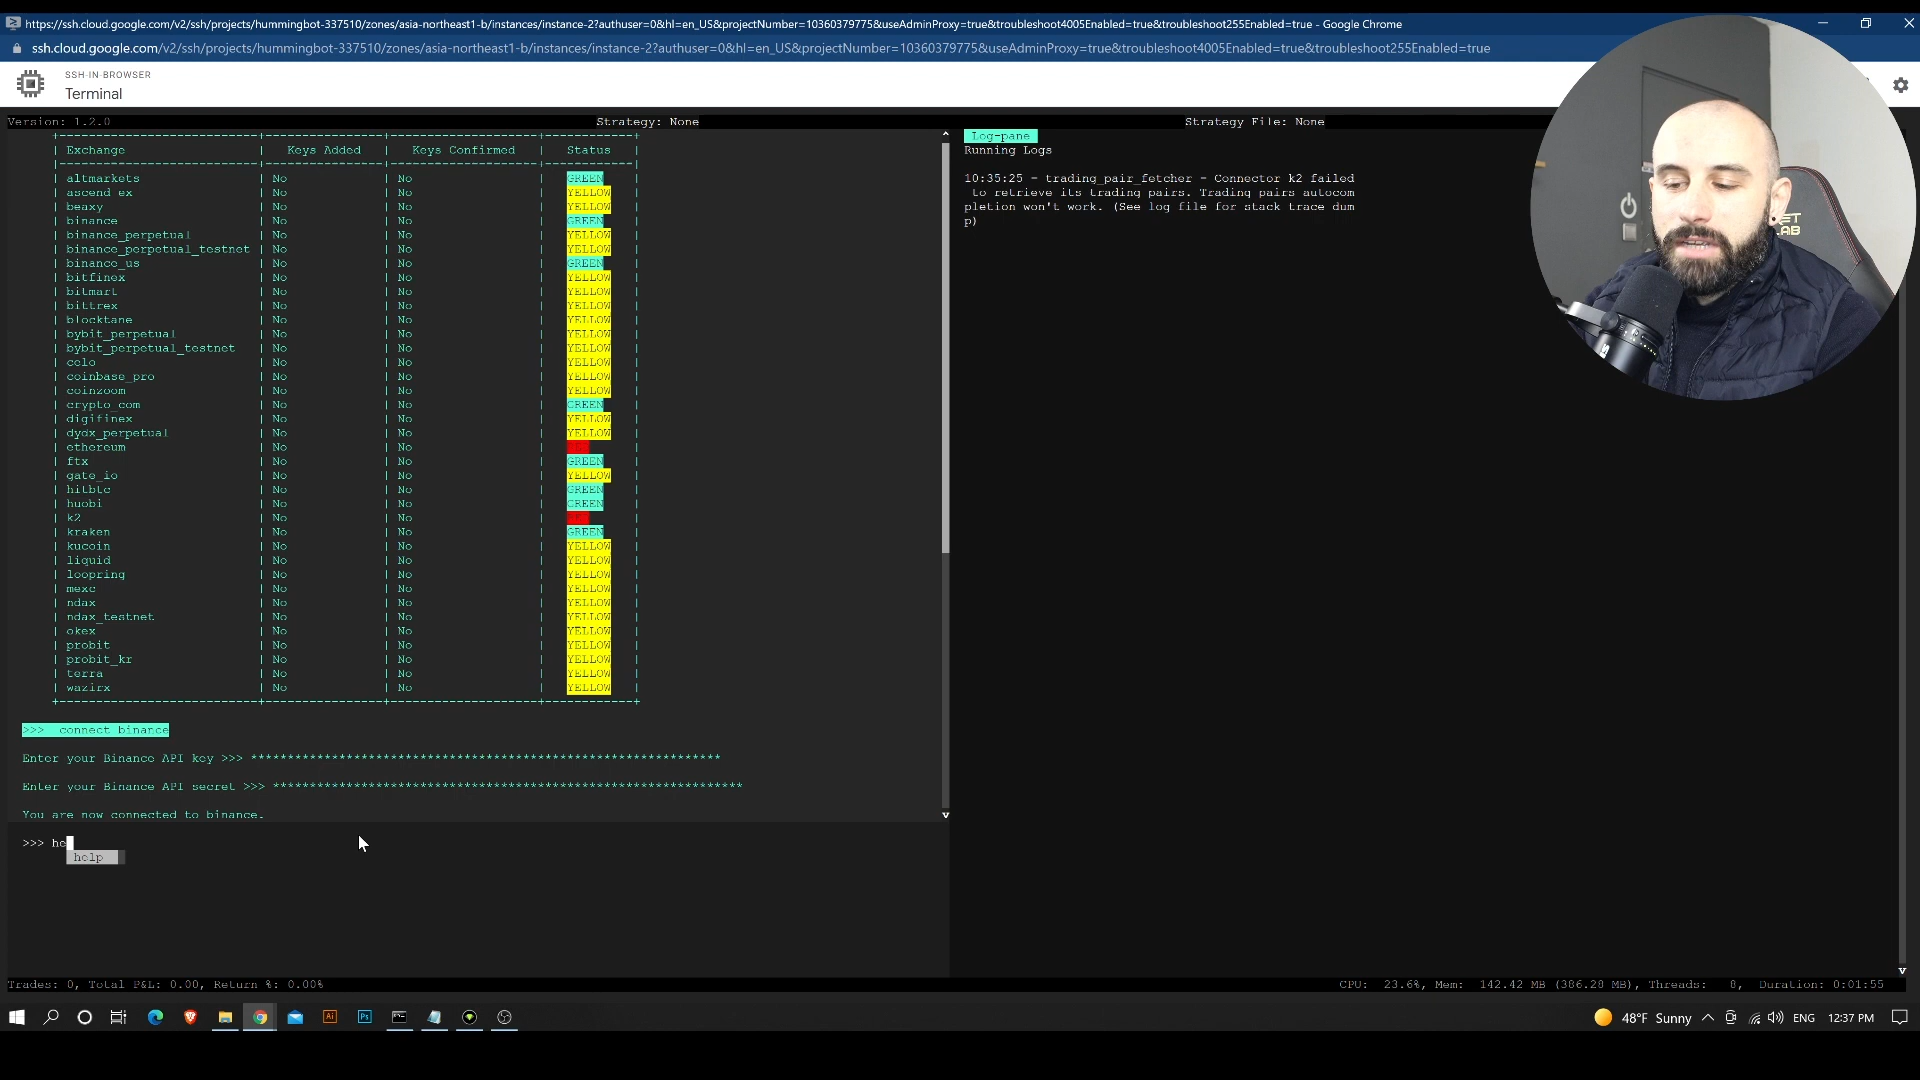 https://ssh.cloud.google.com/v2/ssh/projects/hummingbot-337510/zones/asia-northeast1-b/instances/instance-2?authuser=0&hl=en_US&projectNumber=10360379775&useAdminProxy=true&troubleshoot4005Enabled=true&troubleshoot255Enabled=true - Google Chrome
ssh.cloud.google.com/v2/ssh/projects/hummingbot-337510/zones/asia-northeast1-b/instances/instance-2?authuser=0&hl=en_US&projectNumber=10360379775&useAdminProxy=true&troubleshoot4005Enabled=true&troubleshoot255Enabled=true
SSH-IN-BROWSER
Terminal
Version: 1.2.0 Strategy: None Strategy File: None
| Exchange | Keys Added | Keys Confirmed | Status |
| altmarkets | No | No | GREEN |
| ascend_ex | No | No | YELLOW |
| beaxy | No | No | YELLOW |
| binance | No | No | GREEN |
| binance_perpetual | No | No | YELLOW |
| binance_perpetual_testnet | No | No | YELLOW |
| binance_us | No | No | GREEN |
| bitfinex | No | No | YELLOW |
| bitmart | No | No | YELLOW |
| bittrex | No | No | YELLOW |
| blocktane | No | No | YELLOW |
| bybit_perpetual | No | No | YELLOW |
| bybit_perpetual_testnet | No | No | YELLOW |
| celo | No | No | YELLOW |
| coinbase_pro | No | No | YELLOW |
| coinzoom | No | No | YELLOW |
| crypto_com | No | No | GREEN |
| digifinex | No | No | YELLOW |
| dydx_perpetual | No | No | YELLOW |
| ethereum | No | No | |
| ftx | No | No | GREEN |
| gate_io | No | No | YELLOW |
| hitbtc | No | No | GREEN |
| huobi | No | No | GREEN |
| k2 | No | No | |
| kraken | No | No | GREEN |
| kucoin | No | No | YELLOW |
| liquid | No | No | YELLOW |
| loopring | No | No | YELLOW |
| mexc | No | No | YELLOW |
| ndax | No | No | YELLOW |
| ndax_testnet | No | No | YELLOW |
| okex | No | No | YELLOW |
| probit | No | No | YELLOW |
| probit_kr | No | No | YELLOW |
| terra | No | No | YELLOW |
| wazirx | No | No | YELLOW |
>>> connect binance
Enter your Binance API key >>> ****************************************************************
Enter your Binance API secret >>> ****************************************************************
You are now connected to binance.
>>> he
help
Log-pane
Running Logs
10:35:25 - trading_pair_fetcher - Connector k2 failed
to retrieve its trading pairs. Trading pairs autocom
pletion won't work. (See log file for stack trace dum
p)
Trades: 0, Total P&L: 0.00, Return %: 0.00%
CPU: 23.6%, Mem: 142.42 MB (386.28 MB), Threads: 8, Duration: 0:01:55
Ai
Ps
48°F Sunny
ENG
12:37 PM